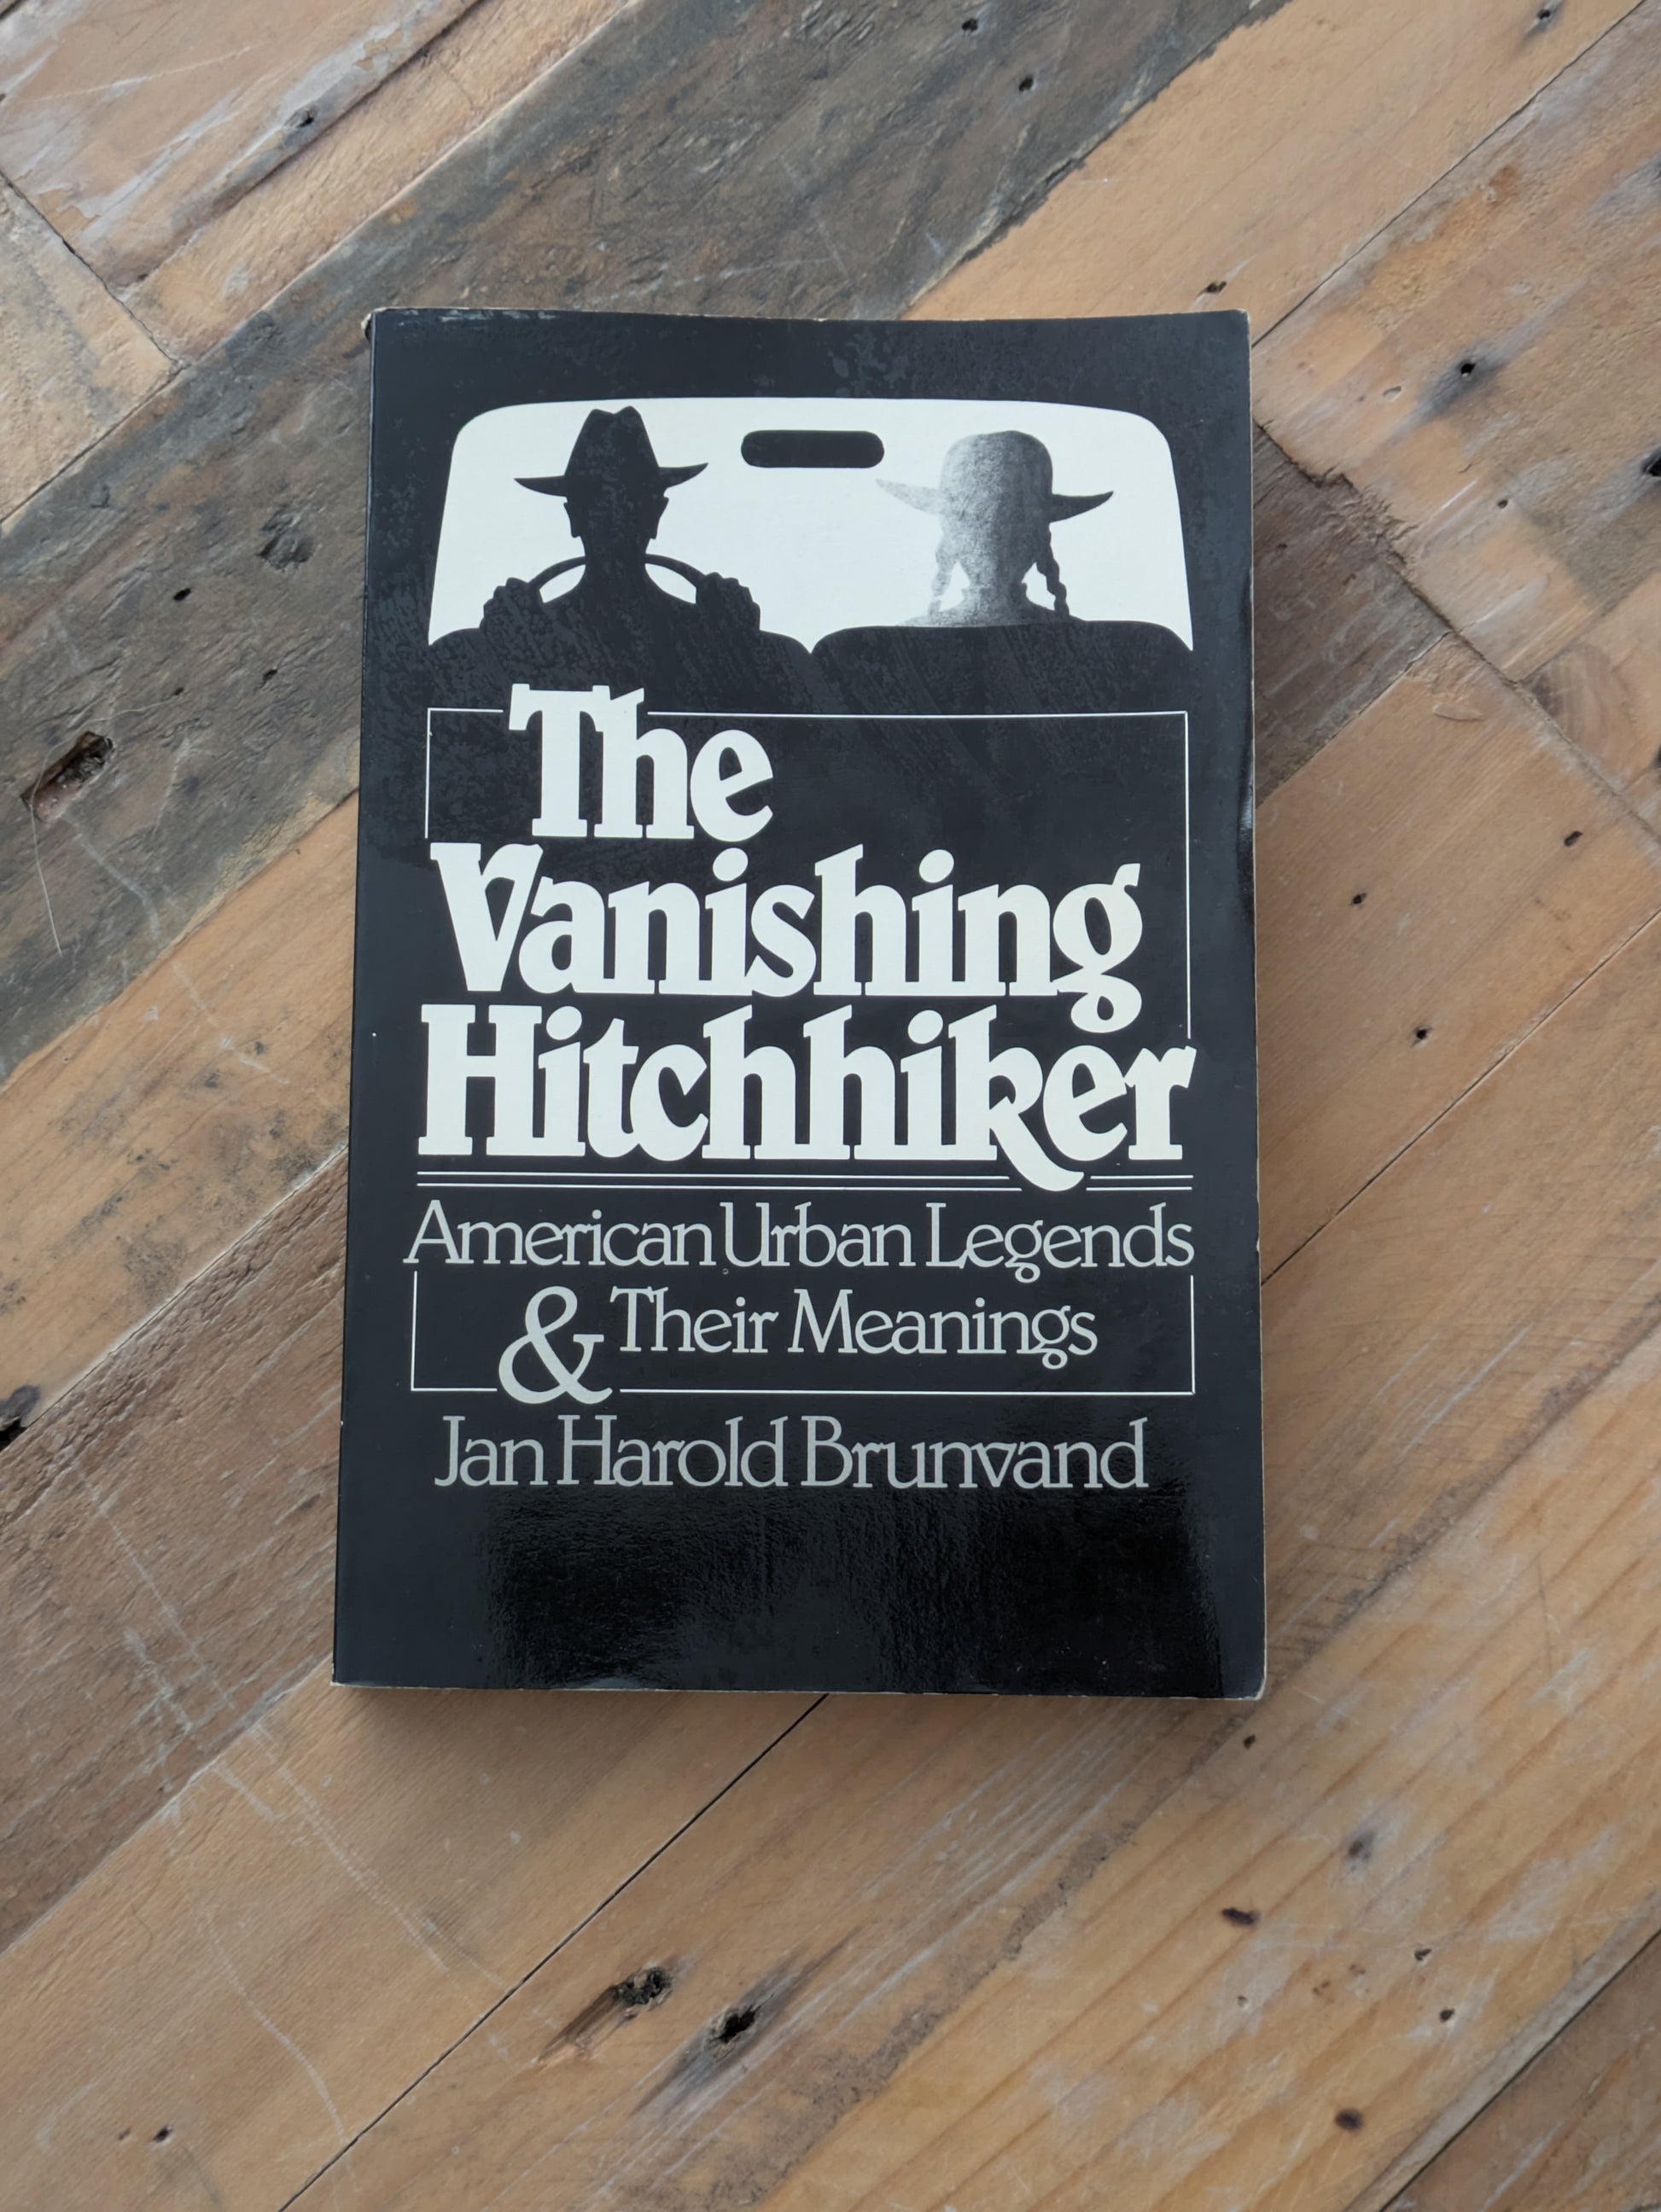 The
Vanishing
Hitchhiker
American Urban Legends
& Their Meanings
Jan Harold Brunvand